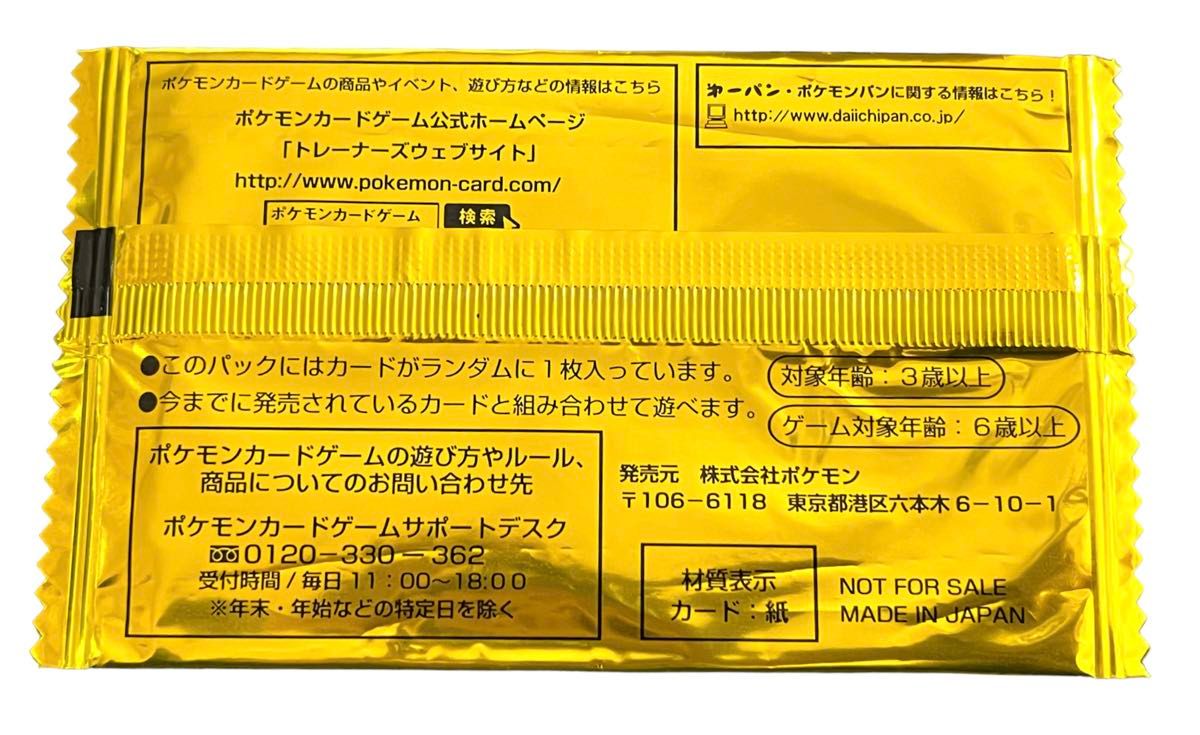 ポケモンカードゲームの商品やイベント、遊び方などの情報はこちら
ポケモンカードゲーム公式ホームページ
「トレーナーズウェブサイト」
http://www.pokemon-card.com/
ポケモンカードゲーム 検索
第一パン・ポケモンパンに関する情報はこちら!
http://www.daiichipan.co.jp/
●このパックにはカードがランダムに1枚入っています。
●今までに発売されているカードと組み合わせて遊べます。
対象年齢:3歳以上
ゲーム対象年齢:6歳以上
ポケモンカードゲームの遊び方やルール、
商品についてのお問い合わせ先
ポケモンカードゲームサポートデスク
0120-330-362
受付時間/毎日11:00~18:00
※年末・年始などの特定日を除く
発売元 株式会社ポケモン
〒106-6118 東京都港区六本木6-10-1
材質表示
カード:紙
NOT FOR SALE
MADE IN JAPAN